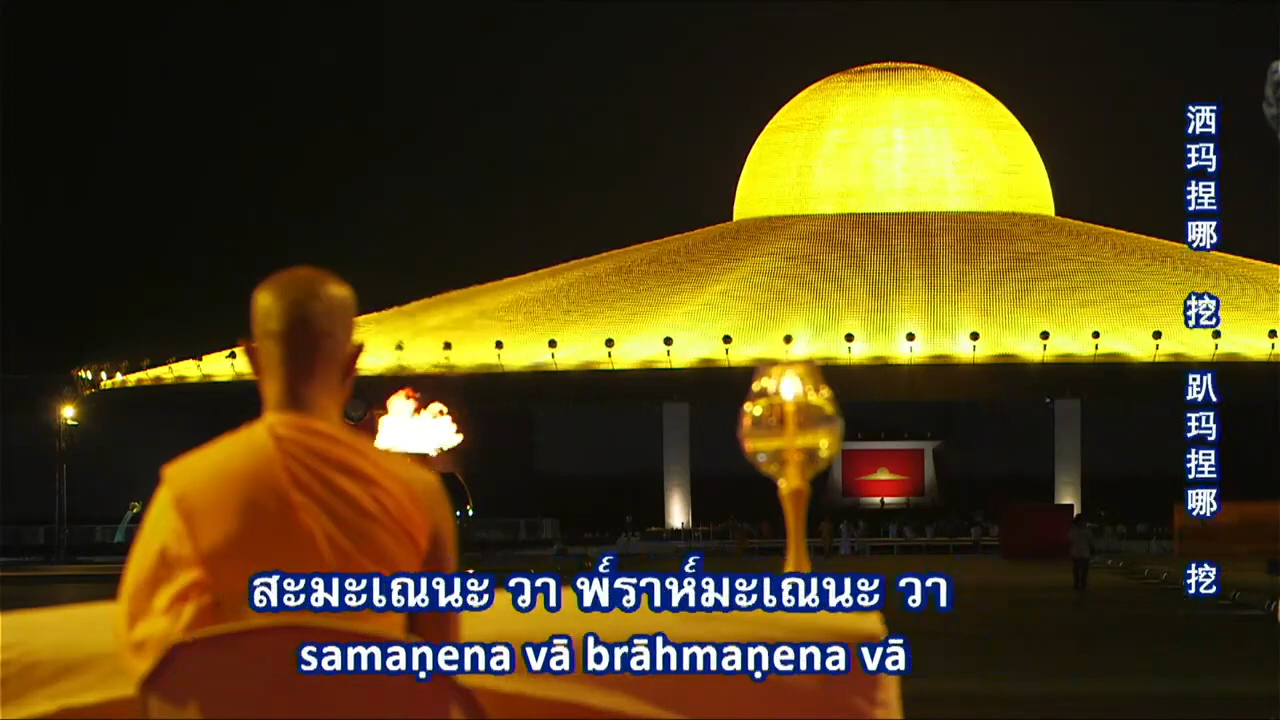 สะมะเณนะ วา พ๎ราห๎มะเณนะ วา
samaṇena vā brāhmaṇena vā
洒玛捏哪 挖 趴玛捏哪 挖